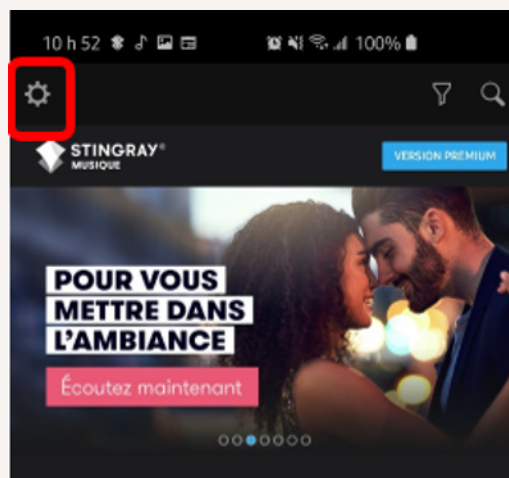 10 h 52 100%
STINGRAY®
MUSIQUE
VERSION PREMIUM
POUR VOUS
METTRE DANS
L'AMBIANCE
Écoutez maintenant